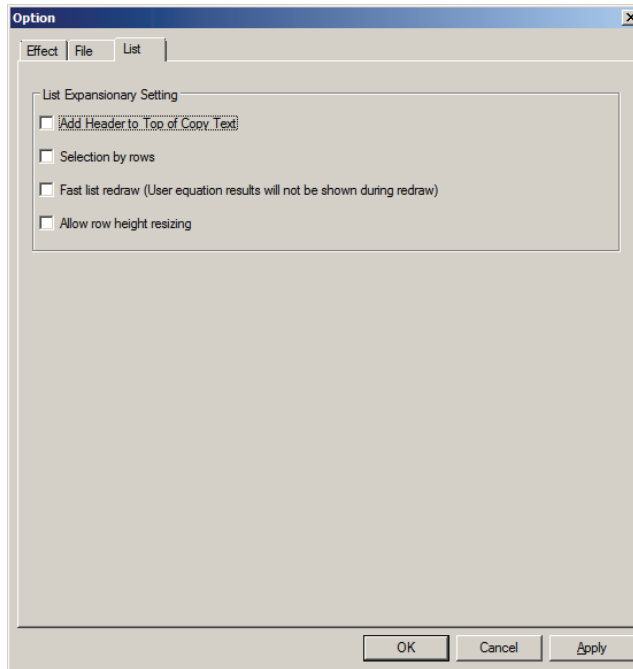 Option
Effect File List
List Expansionary Setting
Add Header to Top of Copy Text
Selection by rows
Fast list redraw (User equation results will not be shown during redraw)
Allow row height resizing
OK Cancel Apply